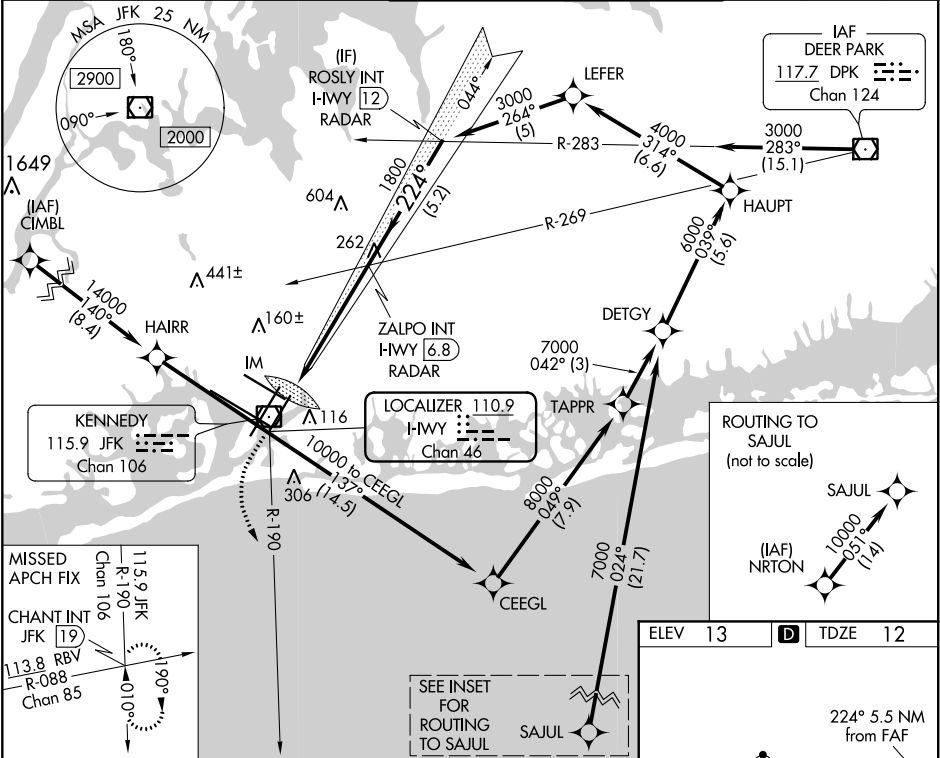 MSA JFK 25 NM
180°
2900
090°
2000
1649
(IAF)
CIMBL
14000
140°
(8.4)
HAIRR
441±
604
262
160±
IM
116
306
(IF)
ROSLY INT
I-IWY 12
RADAR
044°
1800
224°
(5.2)
3000
264°
(5)
LEFER
R-283
4000
314°
(6.6)
3000
283°
(15.1)
IAF
DEER PARK
117.7 DPK
Chan 124
HAUPT
R-269
6000
039°
(5.6)
DETGY
7000
042° (3)
TAPPR
ZALPO INT
I-IWY 6.8
RADAR
KENNEDY
115.9 JFK
Chan 106
LOCALIZER 110.9
I-IWY
Chan 46
10000 to CEEGL
137°
(14.5)
R-190
8000
049°
(7.9)
CEEGL
7000
024°
(21.7)
ROUTING TO
SAJUL
(not to scale)
SAJUL
10000
051°
(14)
(IAF)
NRTON
MISSED
APCH FIX
115.9 JFK
R-190
Chan 106
CHANT INT
JFK 19
113.8 RBV
R-088
Chan 85
190°
010°
SEE INSET
FOR
ROUTING
TO SAJUL
SAJUL
ELEV 13
D
TDZE 12
224° 5.5 NM
from FAF